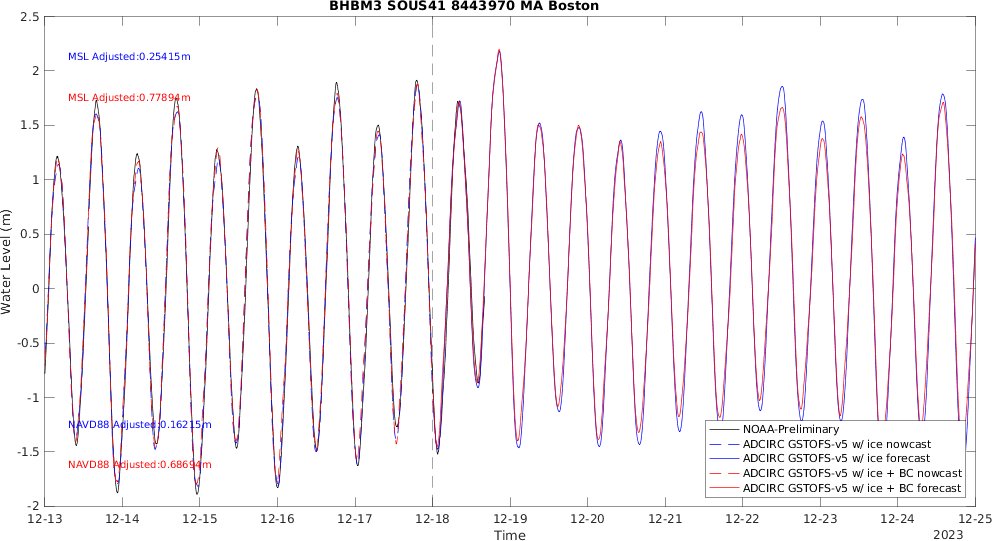 BHBM3 SOUS41 8443970 MA Boston
2.5
2
1.5
1
0.5
0
-0.5
-1
-1.5
-2
Water Level (m)
MSL Adjusted:0.25415m
MSL Adjusted:0.77894m
NAVD88 Adjusted:0.16215m
NAVD88 Adjusted:0.68694m
NOAA-Preliminary
ADCIRC GSTOFS-v5 w/ ice nowcast
ADCIRC GSTOFS-v5 w/ ice forecast
ADCIRC GSTOFS-v5 w/ ice + BC nowcast
ADCIRC GSTOFS-v5 w/ ice + BC forecast
12-13 12-14 12-15 12-16 12-17 12-18 12-19 12-20 12-21 12-22 12-23 12-24 12-25
Time
2023